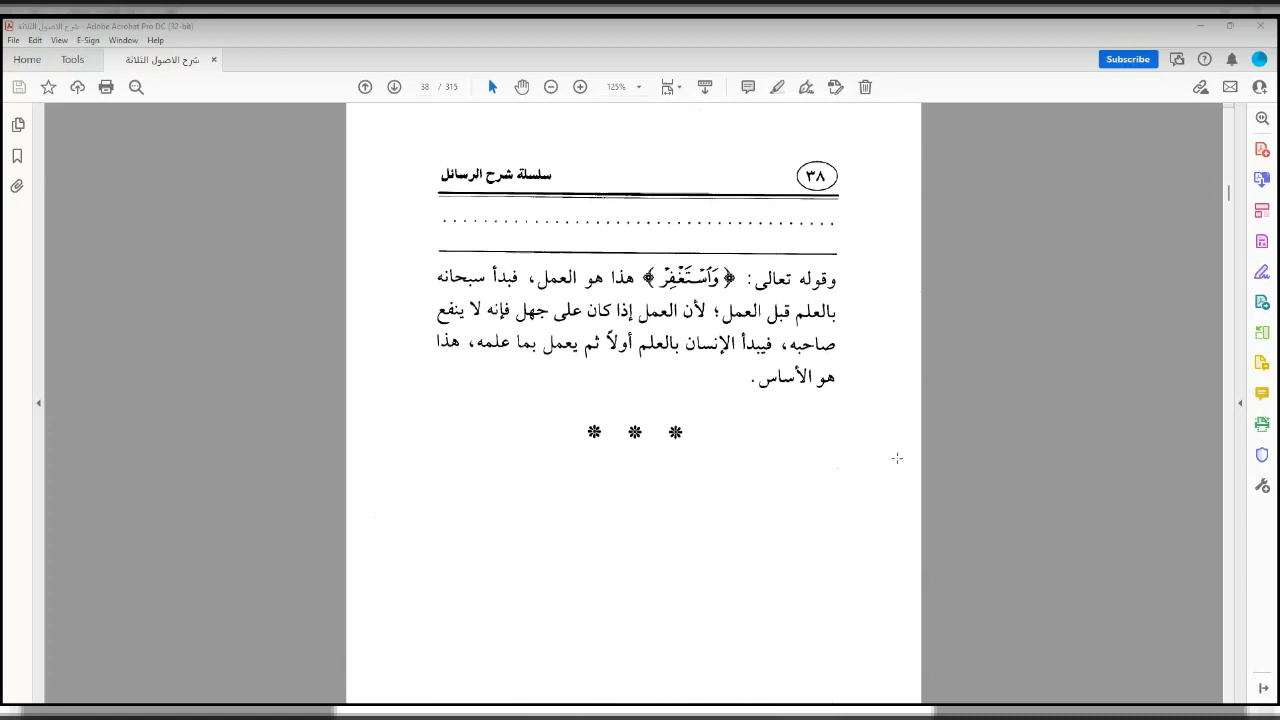 شرح الاصول الثلاثة - Adobe Acrobat Pro DC (32-bit)
File Edit View E-Sign Window Help
Home Tools شرح الاصول الثلاثة × Subscribe
38 / 315 125%
٣٨ سلسلة شرح الرسائل
وقوله تعالى: ﴿وَٱسْتَغْفِرْ﴾ هذا هو العمل، فبدأ سبحانه
بالعلم قبل العمل؛ لأن العمل إذا كان على جهل فإنه لا ينفع
صاحبه، فيبدأ الإنسان بالعلم أولاً ثم يعمل بما علمه، هذا
هو الأساس.